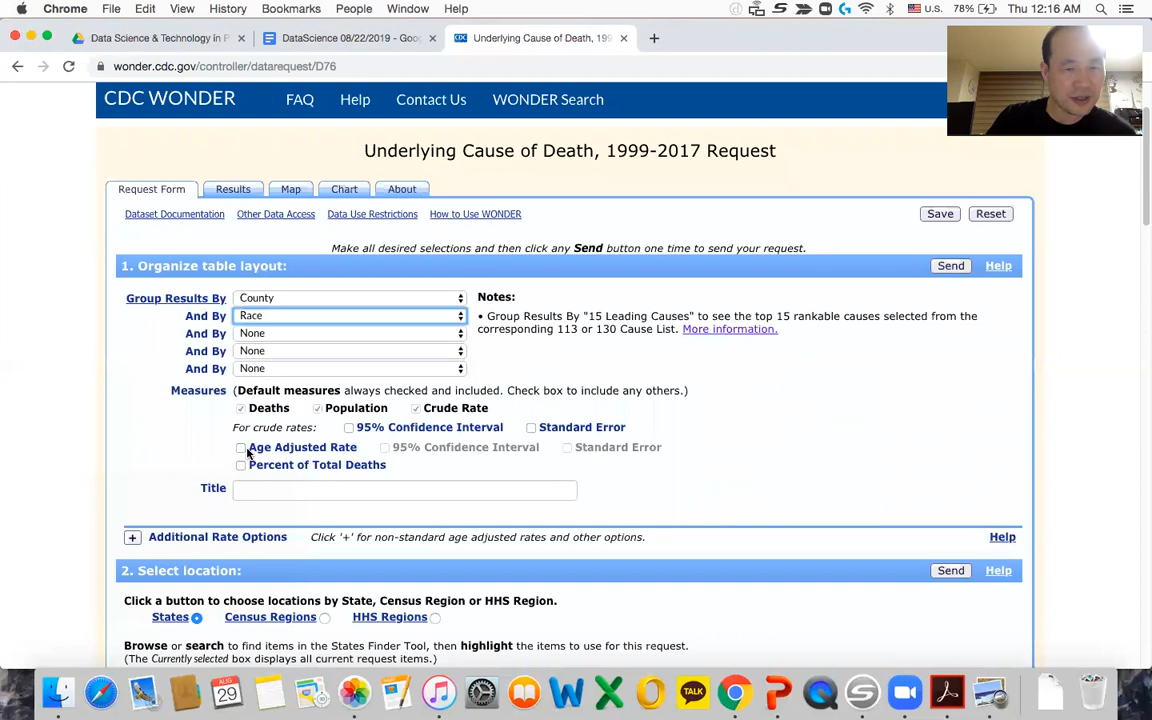 Chrome File Edit View History Bookmarks People Window Help U.S. 78% Thu 12:16 AM
Data Science & Technology in P × DataScience 08/22/2019 - Goo × Underlying Cause of Death, 199 × +
wonder.cdc.gov/controller/datarequest/D76
CDC WONDER FAQ Help Contact Us WONDER Search
Underlying Cause of Death, 1999-2017 Request
Request Form Results Map Chart About
Dataset Documentation Other Data Access Data Use Restrictions How to Use WONDER Save Reset
Make all desired selections and then click any Send button one time to send your request.
1. Organize table layout: Send Help
Group Results By County Notes:
And By Race • Group Results By "15 Leading Causes" to see the top 15 rankable causes selected from the
And By None corresponding 113 or 130 Cause List. More information.
And By None
And By None
Measures (Default measures always checked and included. Check box to include any others.)
Deaths Population Crude Rate
For crude rates: 95% Confidence Interval Standard Error
Age Adjusted Rate 95% Confidence Interval Standard Error
Percent of Total Deaths
Title
+ Additional Rate Options Click '+' for non-standard age adjusted rates and other options. Help
2. Select location: Send Help
Click a button to choose locations by State, Census Region or HHS Region.
States Census Regions HHS Regions
Browse or search to find items in the States Finder Tool, then highlight the items to use for this request.
(The Currently selected box displays all current request items.)
TALK